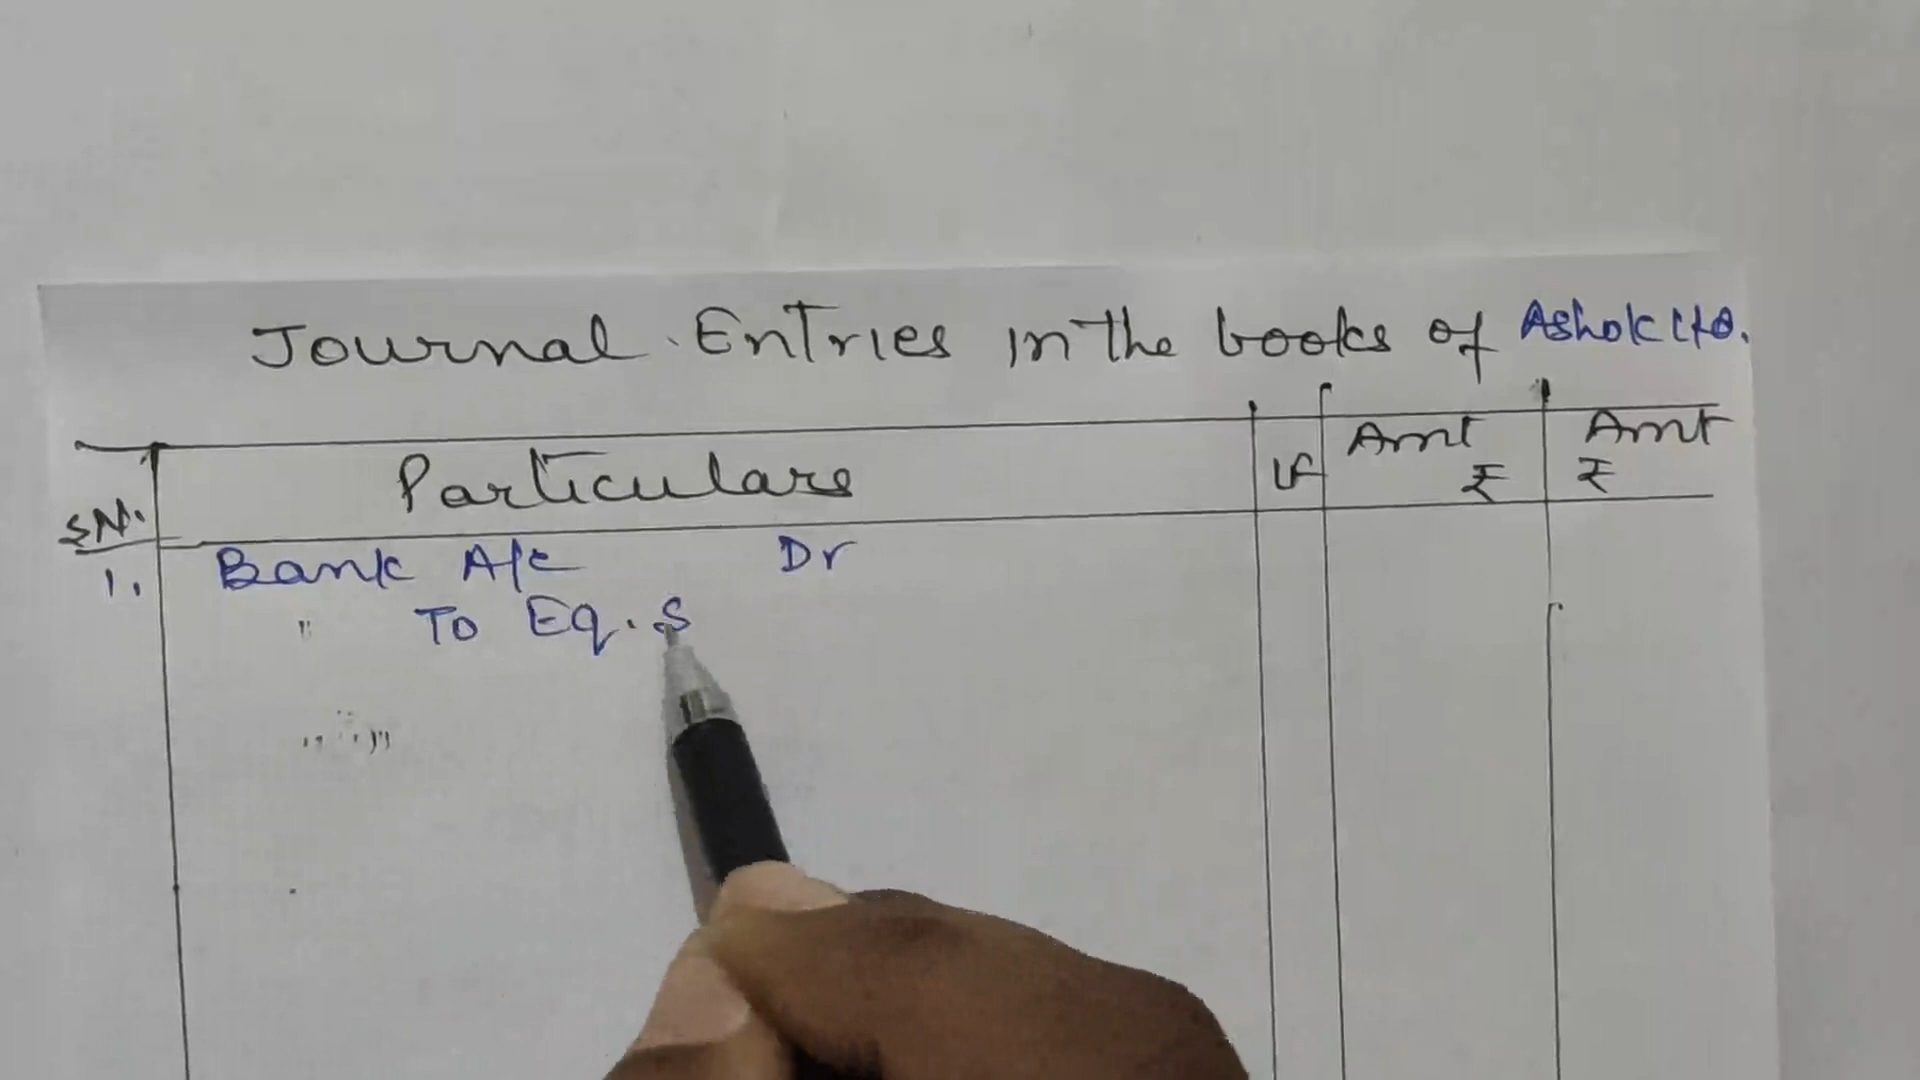 Journal Entries in the books of Ashok Ltd.
S.N. Particulars LF Amt ₹ Amt ₹
1. Bank A/c Dr
To Eq. S